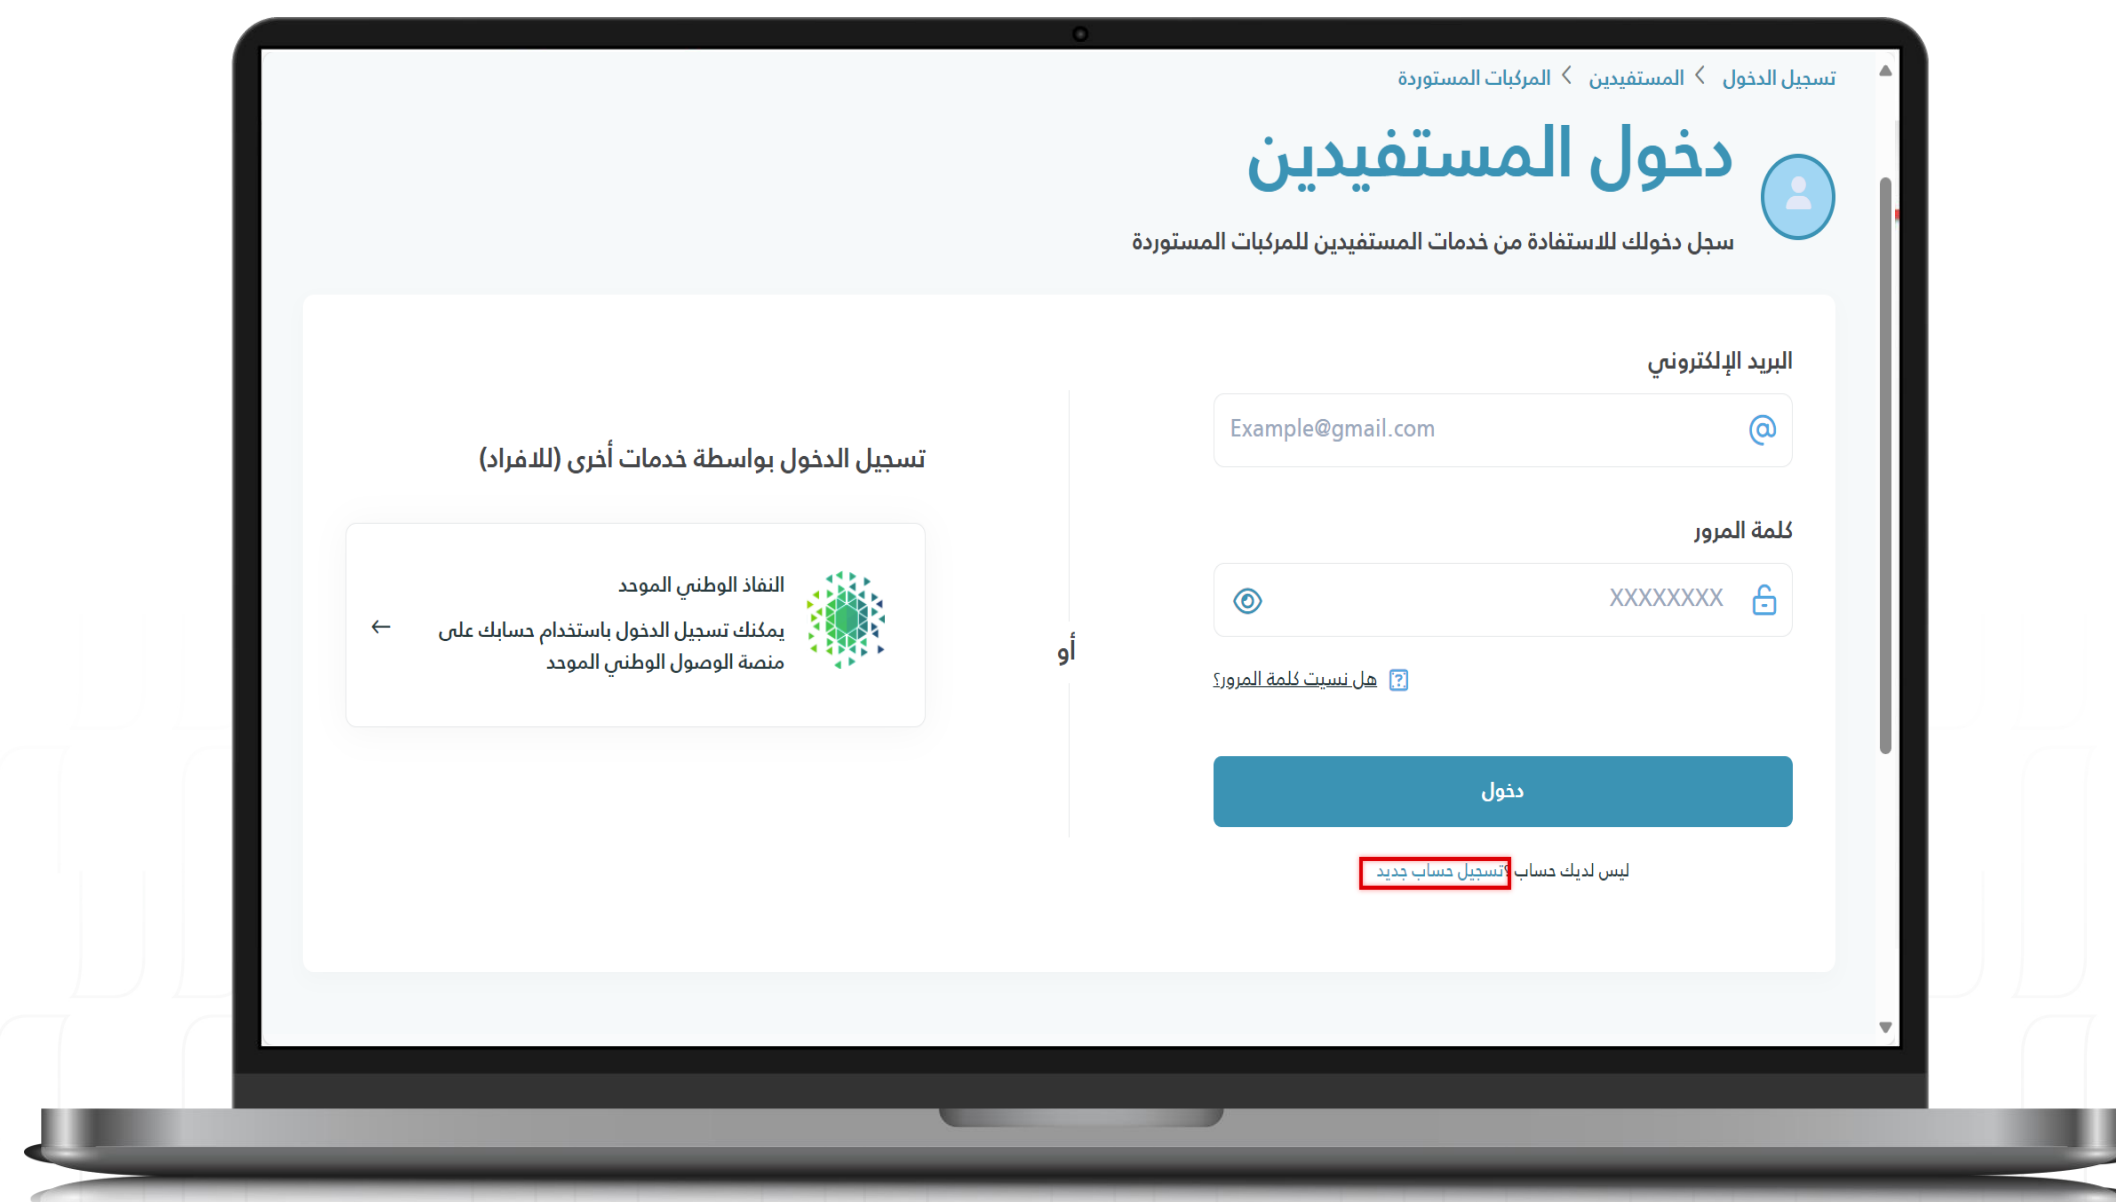 تسجيل الدخول > المستفيدين > المركبات المستوردة
دخول المستفيدين
سجل دخولك للاستفادة من خدمات المستفيدين للمركبات المستوردة
البريد الإلكتروني
Example@gmail.com
كلمة المرور
XXXXXXXX
هل نسيت كلمة المرور؟
دخول
ليس لديك حساب ؟تسجيل حساب جديد
أو
تسجيل الدخول بواسطة خدمات أخرى (للافراد)
النفاذ الوطني الموحد
يمكنك تسجيل الدخول باستخدام حسابك على
منصة الوصول الوطني الموحد